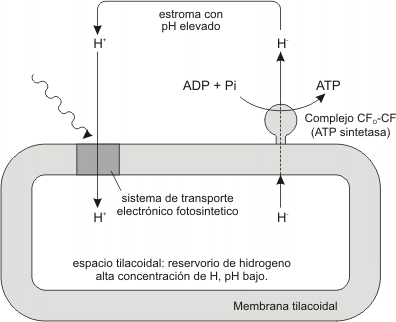 estroma con
pH elevado
H⁺
H⁻
ADP + Pi
ATP
Complejo CF₀-CF
(ATP sintetasa)
sistema de transporte
electrónico fotosintetico
H⁺
H⁻
espacio tilacoidal: reservorio de hidrogeno
alta concentración de H, pH bajo.
Membrana tilacoidal